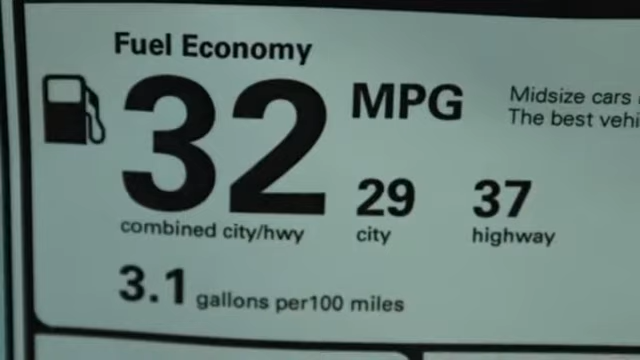 Fuel Economy
32 MPG
Midsize cars
The best
29 37
combined city/hwy city highway
3.1 gallons per100 miles